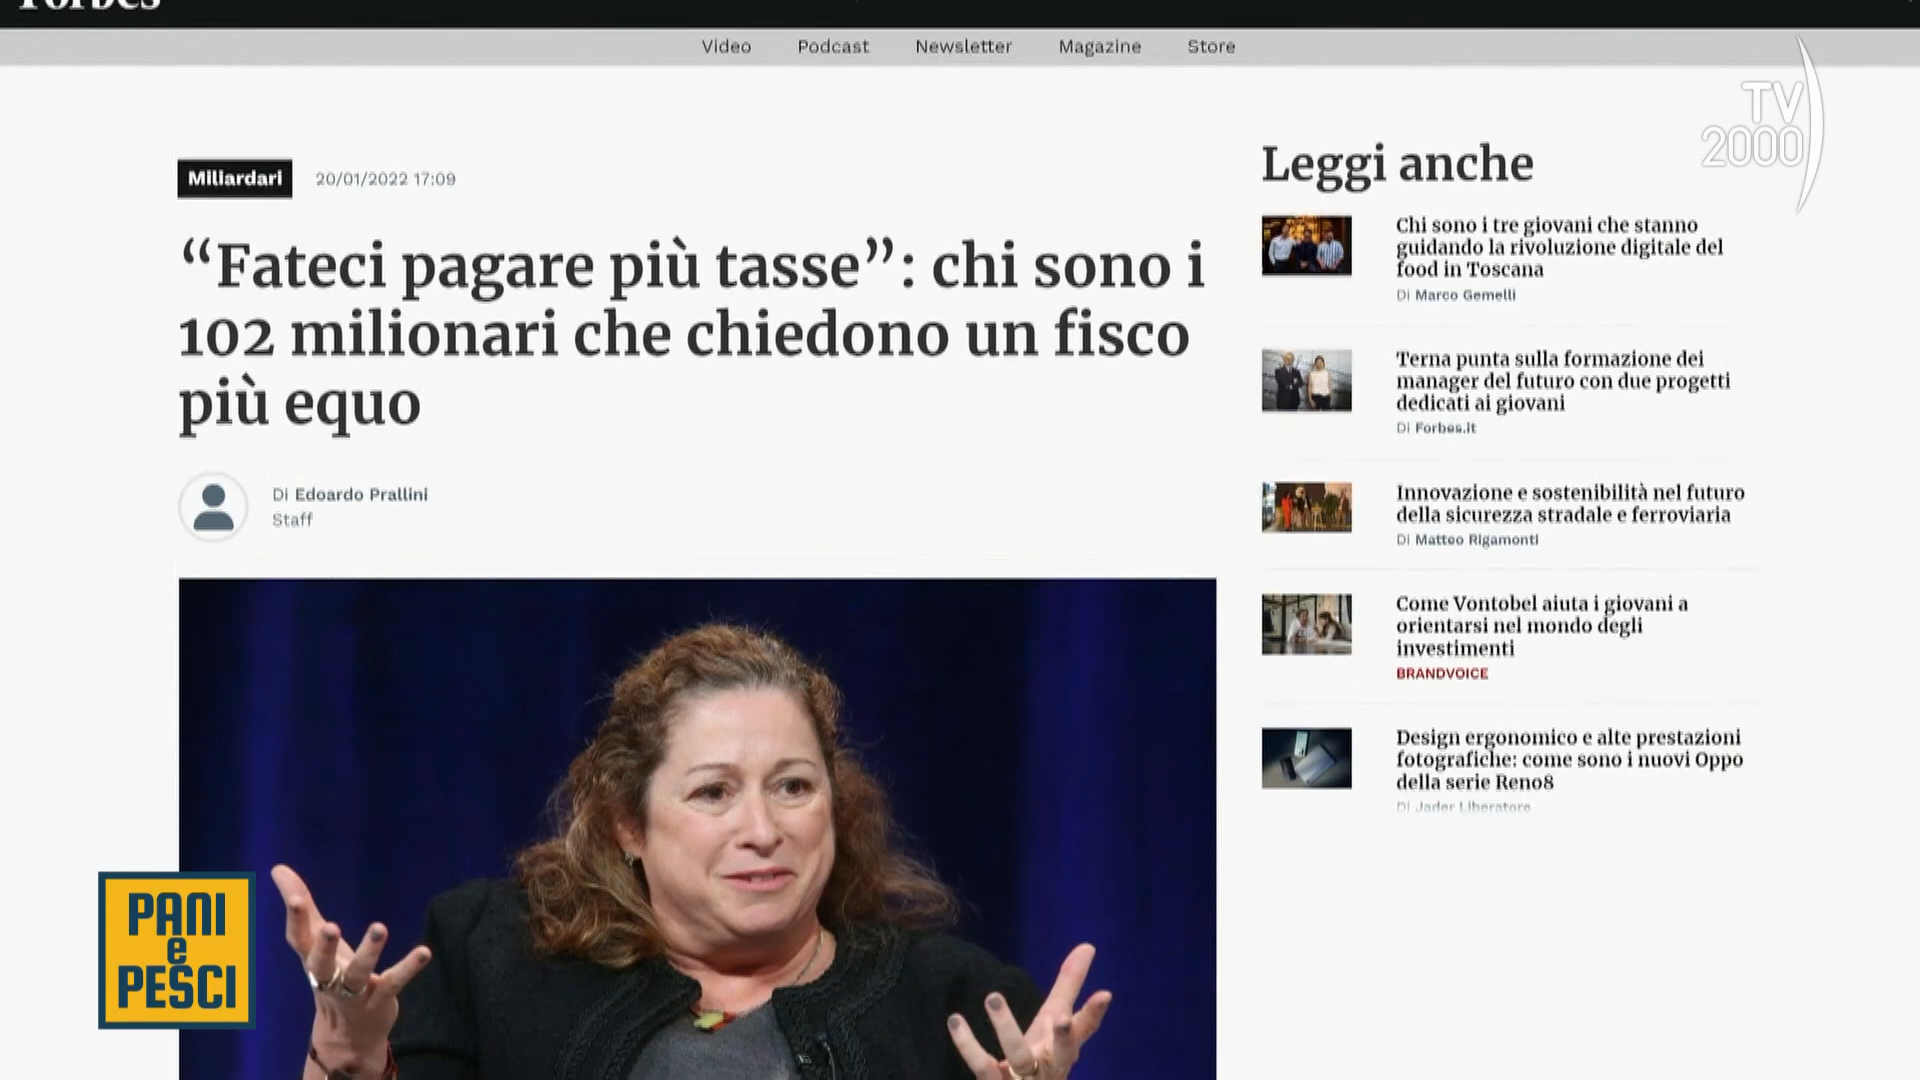 Forbes
Video Podcast Newsletter Magazine Store
TV
2000
Miliardari 20/01/2022 17:09
“Fateci pagare più tasse”: chi sono i
102 milionari che chiedono un fisco
più equo
Di Edoardo Prallini
Staff
Leggi anche
Chi sono i tre giovani che stanno
guidando la rivoluzione digitale del
food in Toscana
Di Marco Gemelli
Terna punta sulla formazione dei
manager del futuro con due progetti
dedicati ai giovani
Di Forbes.it
Innovazione e sostenibilità nel futuro
della sicurezza stradale e ferroviaria
Di Matteo Rigamonti
Come Vontobel aiuta i giovani a
orientarsi nel mondo degli
investimenti
BRANDVOICE
Design ergonomico e alte prestazioni
fotografiche: come sono i nuovi Oppo
della serie Reno8
Di Jader Liberatore
PANI
e
PESCI